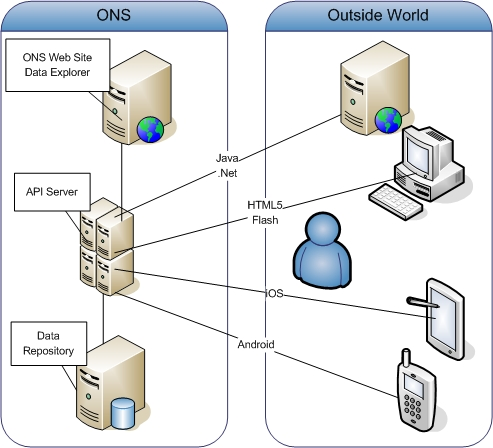 ONS
Outside World
ONS Web Site
Data Explorer
Java
.Net
API Server
HTML5
Flash
iOS
Data
Repository
Android